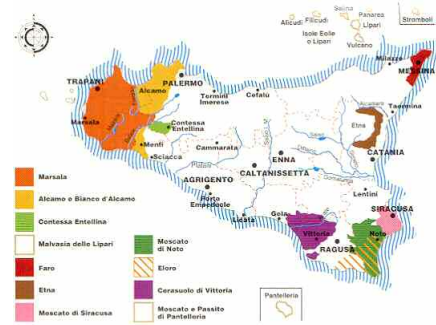 Salina
Alicudi Filicudi Panarea
Lipari
Stromboli
Isole Eolie
o Lipari
Vulcano
Milazzo
MESSINA
TRAPANI
PALERMO
Alcamo
Termini
Imerese
Cefalù
Taormina
Etna
Marsala
Contessa
Entellina
Menfi
Sciacca
Cammarata
Platani
ENNA
CATANIA
CALTANISSETTA
AGRIGENTO
Porto
Empedocle
Lentini
Licata
Gela
SIRACUSA
Vittoria
Noto
RAGUSA
Marsala
Alcamo e Bianco d'Alcamo
Contessa Entellina
Malvasia delle Lipari
Faro
Etna
Moscato di Siracusa
Moscato
di Noto
Eloro
Cerasuolo di Vittoria
Moscato e Passito
di Pantelleria
Pantelleria